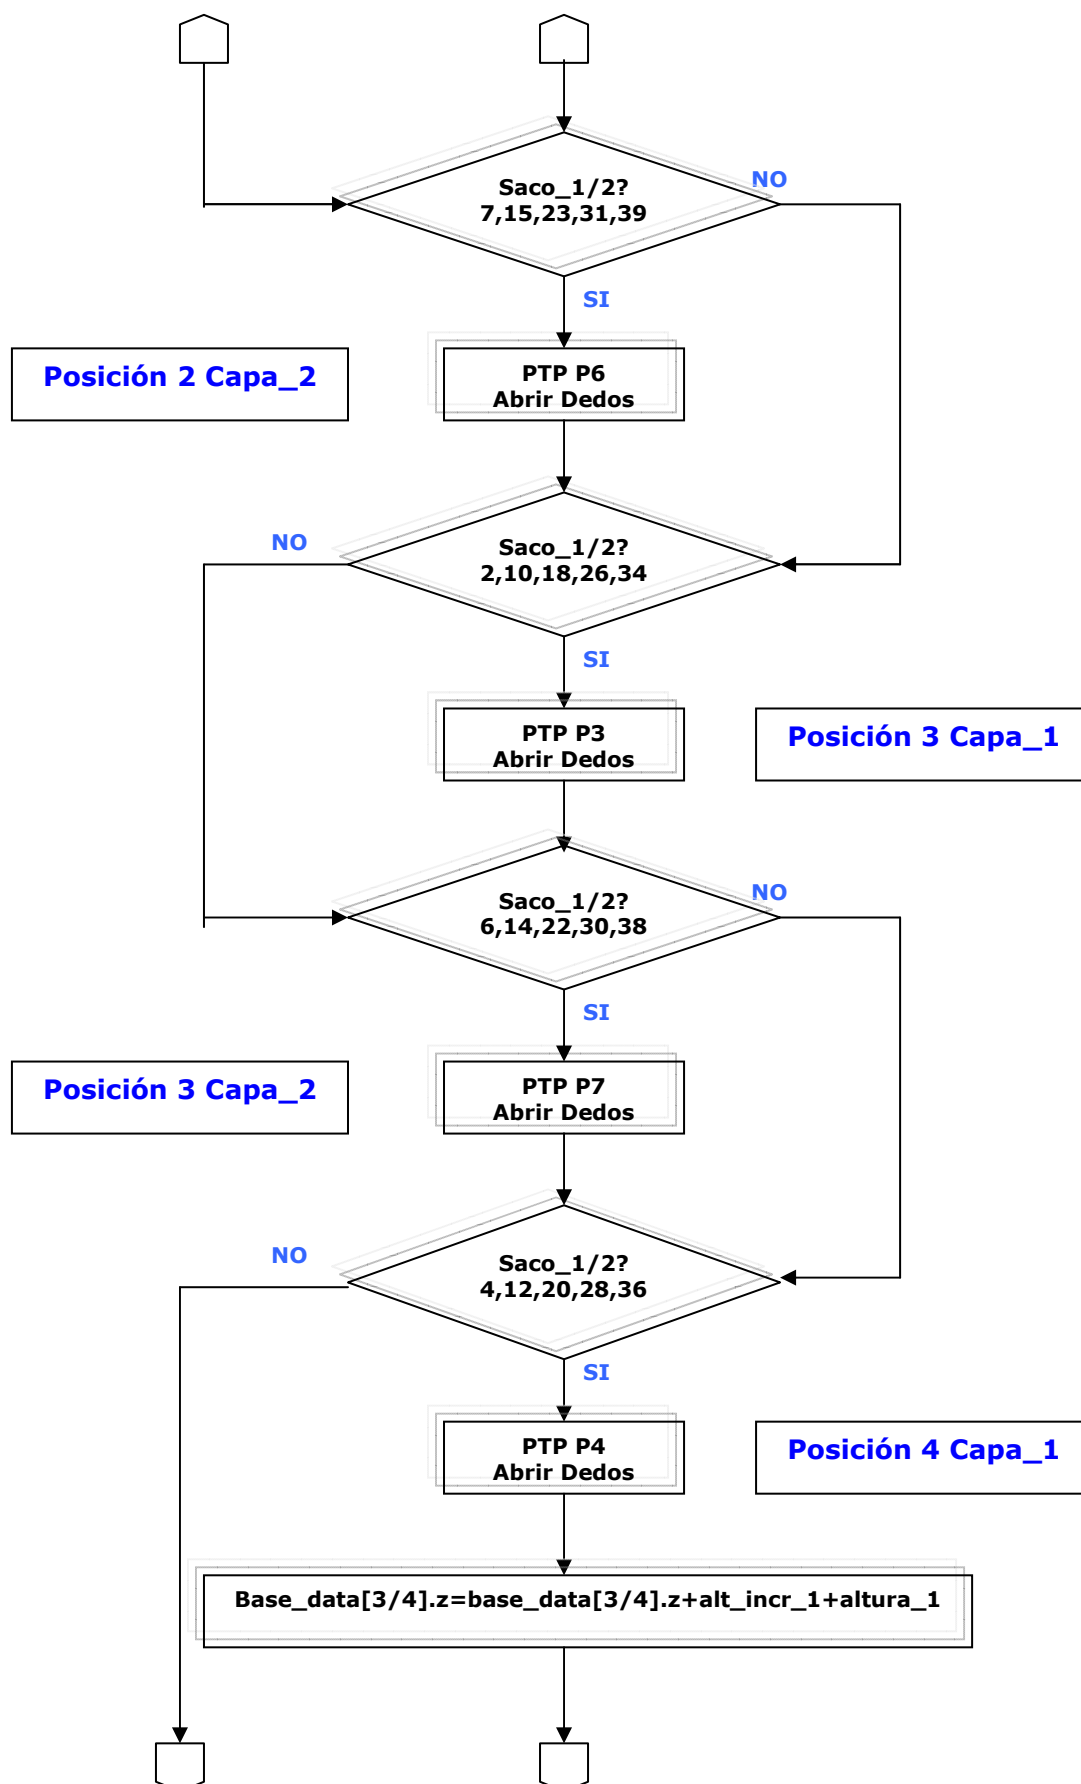 Saco_1/2?
7,15,23,31,39
NO
SI
Posición 2 Capa_2
PTP P6
Abrir Dedos
NO
Saco_1/2?
2,10,18,26,34
SI
PTP P3
Abrir Dedos
Posición 3 Capa_1
Saco_1/2?
6,14,22,30,38
NO
SI
Posición 3 Capa_2
PTP P7
Abrir Dedos
NO
Saco_1/2?
4,12,20,28,36
SI
PTP P4
Abrir Dedos
Posición 4 Capa_1
Base_data[3/4].z=base_data[3/4].z+alt_incr_1+altura_1